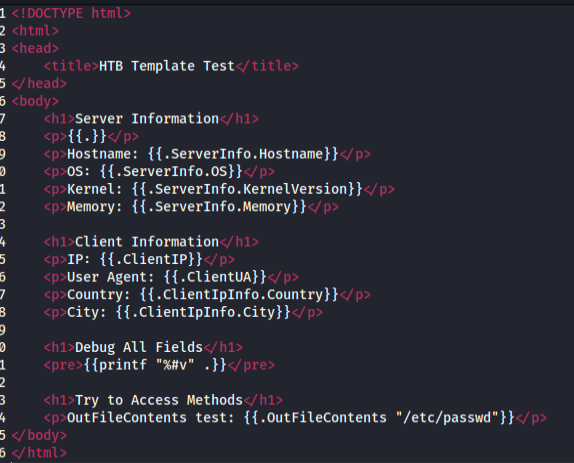 1 <!DOCTYPE html>
2 <html>
3 <head>
4     <title>HTB Template Test</title>
5 </head>
6 <body>
7     <h1>Server Information</h1>
8     <p>{{.}}</p>
9     <p>Hostname: {{.ServerInfo.Hostname}}</p>
0     <p>OS: {{.ServerInfo.OS}}</p>
1     <p>Kernel: {{.ServerInfo.KernelVersion}}</p>
2     <p>Memory: {{.ServerInfo.Memory}}</p>
3
4     <h1>Client Information</h1>
5     <p>IP: {{.ClientIP}}</p>
6     <p>User Agent: {{.ClientUA}}</p>
7     <p>Country: {{.ClientIpInfo.Country}}</p>
8     <p>City: {{.ClientIpInfo.City}}</p>
9
0     <h1>Debug All Fields</h1>
1     <pre>{{printf "%#v" .}}</pre>
2
3     <h1>Try to Access Methods</h1>
4     <p>OutFileContents test: {{.OutFileContents "/etc/passwd"}}</p>
5 </body>
6 </html>